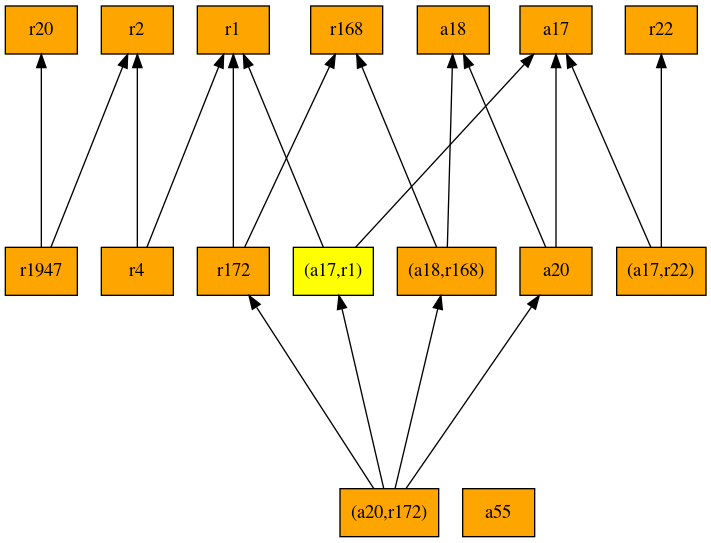 r20
r2
r1
r168
a18
a17
r22
r1947
r4
r172
(a17,r1)
(a18,r168)
a20
(a17,r22)
(a20,r172)
a55